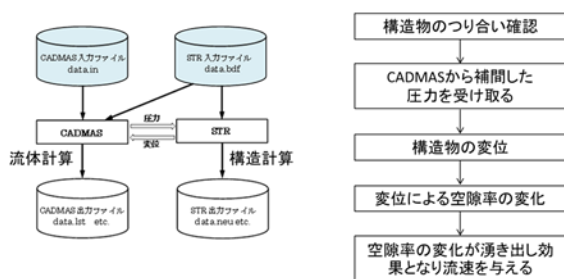 CADMAS入力ファイル
data.in
STR入力ファイル
data.bdf
圧力
CADMAS
STR
変位
流体計算
構造計算
CADMAS出力ファイル
data.lst etc.
STR出力ファイル
data.neu etc.
構造物のつり合い確認
CADMASから補間した
圧力を受け取る
構造物の変位
変位による空隙率の変化
空隙率の変化が湧き出し効
果となり流速を与える